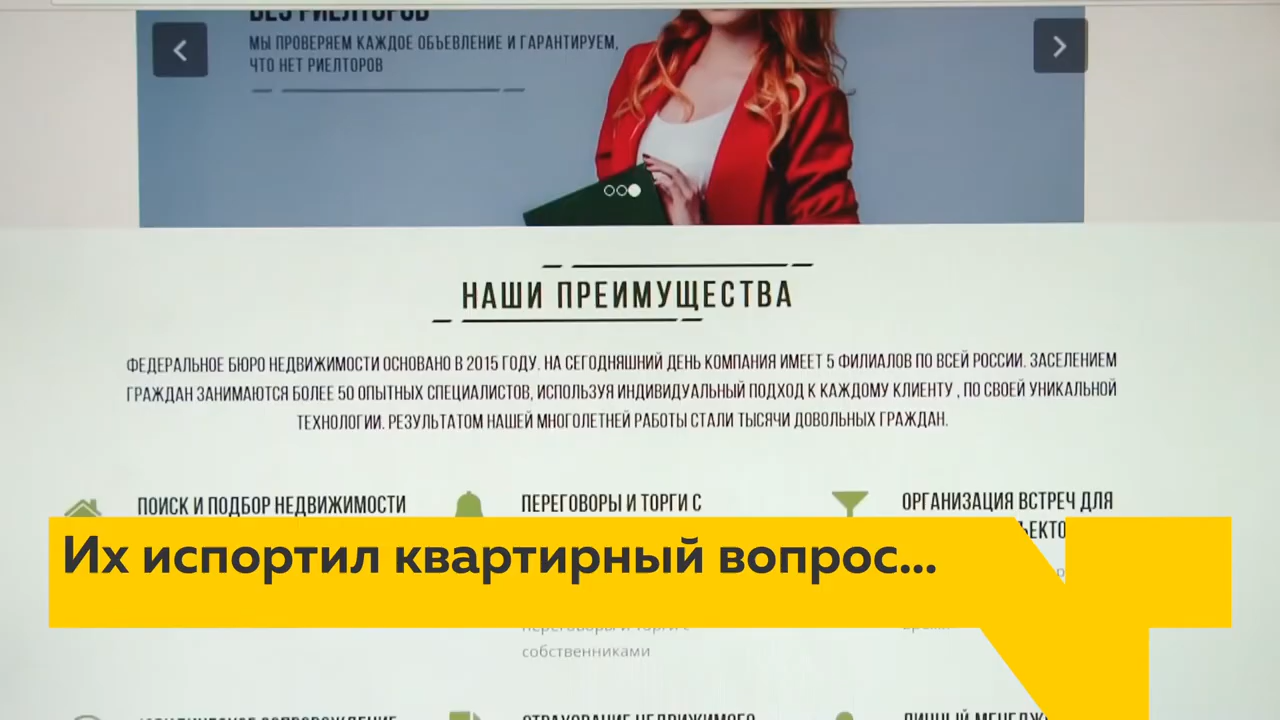 БЕЗ РИЕЛТОРОВ
МЫ ПРОВЕРЯЕМ КАЖДОЕ ОБЪЕВЛЕНИЕ И ГАРАНТИРУЕМ,
ЧТО НЕТ РИЕЛТОРОВ
НАШИ ПРЕИМУЩЕСТВА
ФЕДЕРАЛЬНОЕ БЮРО НЕДВИЖИМОСТИ ОСНОВАНО В 2015 ГОДУ. НА СЕГОДНЯШНИЙ ДЕНЬ КОМПАНИЯ ИМЕЕТ 5 ФИЛИАЛОВ ПО ВСЕЙ РОССИИ. ЗАСЕЛЕНИЕМ
ГРАЖДАН ЗАНИМАЮТСЯ БОЛЕЕ 50 ОПЫТНЫХ СПЕЦИАЛИСТОВ, ИСПОЛЬЗУЯ ИНДИВИДУАЛЬНЫЙ ПОДХОД К КАЖДОМУ КЛИЕНТУ , ПО СВОЕЙ УНИКАЛЬНОЙ
ТЕХНОЛОГИИ. РЕЗУЛЬТАТОМ НАШЕЙ МНОГОЛЕТНЕЙ РАБОТЫ СТАЛИ ТЫСЯЧИ ДОВОЛЬНЫХ ГРАЖДАН.
ПОИСК И ПОДБОР НЕДВИЖИМОСТИ
ПЕРЕГОВОРЫ И ТОРГИ С
ОРГАНИЗАЦИЯ ВСТРЕЧ ДЛЯ
Их испортил квартирный вопрос...
переговоры и торги с
собственниками
ЮРИДИЧЕСКОЕ СОПРОВОЖДЕНИЕ
СТРАХОВАНИЕ НЕДВИЖИМОГО
ЛИЧНЫЙ